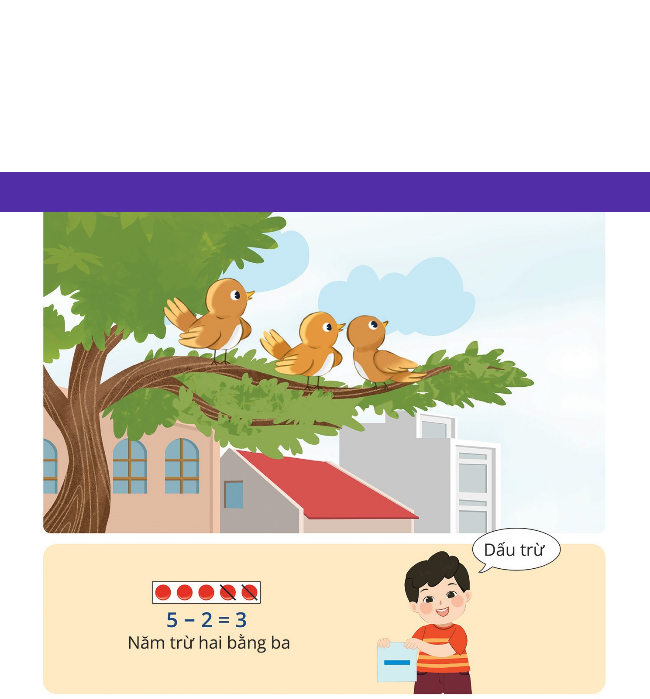 Dấu trừ
5 − 2 = 3
Năm trừ hai bằng ba